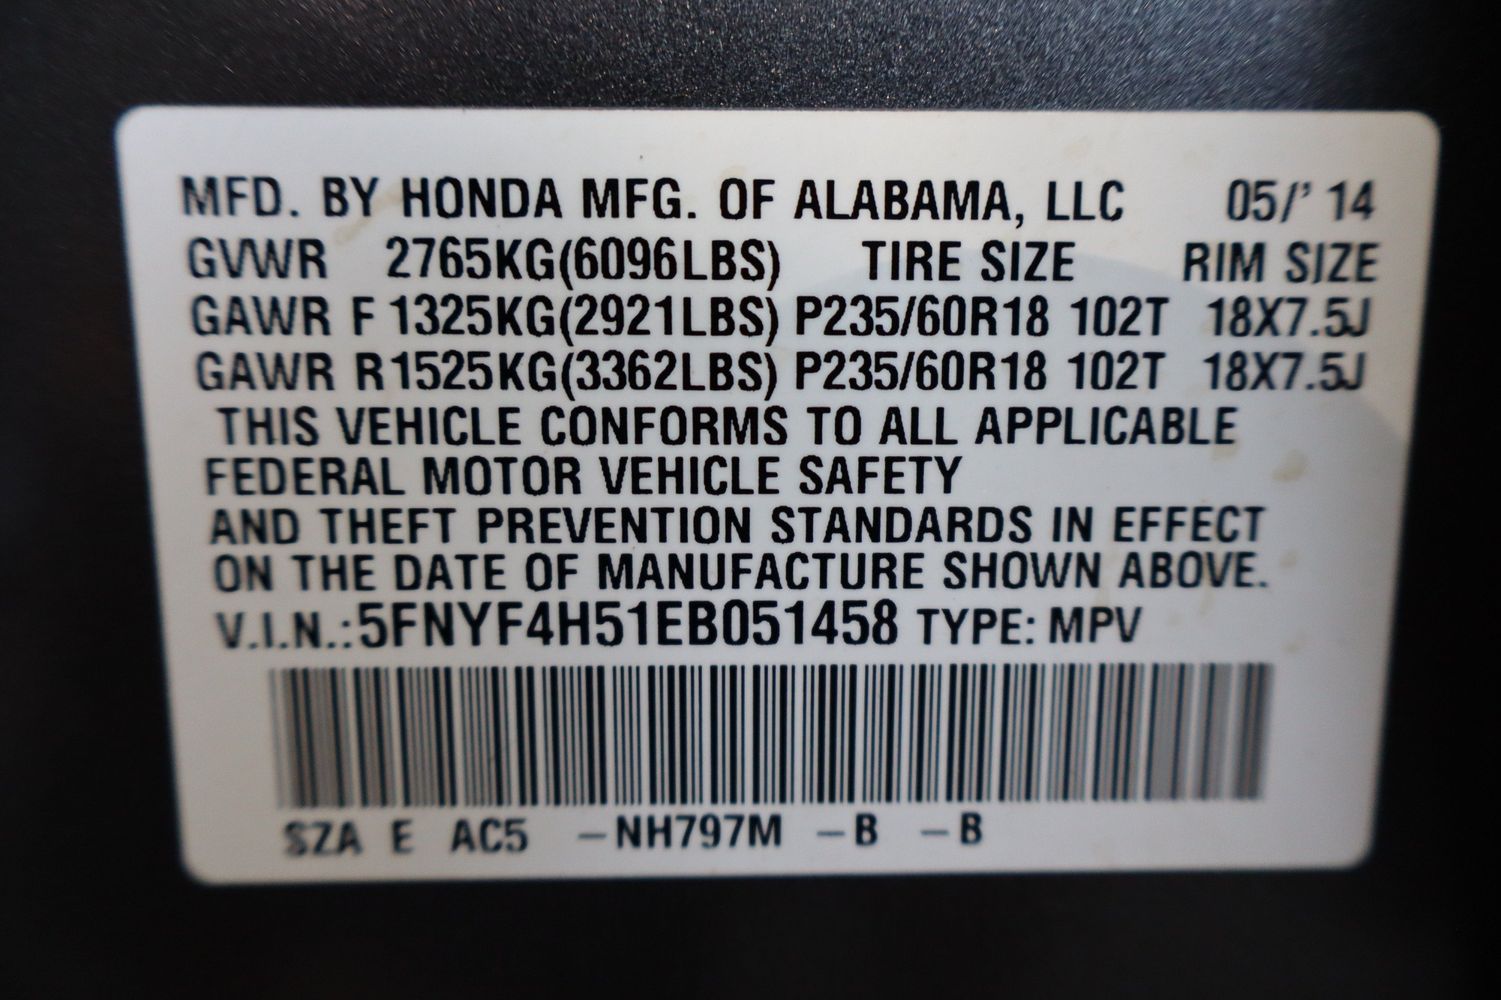 MFD. BY HONDA MFG. OF ALABAMA, LLC 05/' 14
GVWR 2765KG(6096LBS) TIRE SIZE RIM SIZE
GAWR F 1325KG(2921LBS) P235/60R18 102T 18X7.5J
GAWR R 1525KG(3362LBS) P235/60R18 102T 18X7.5J
THIS VEHICLE CONFORMS TO ALL APPLICABLE
FEDERAL MOTOR VEHICLE SAFETY
AND THEFT PREVENTION STANDARDS IN EFFECT
ON THE DATE OF MANUFACTURE SHOWN ABOVE.
V.I.N.:5FNYF4H51EB051458 TYPE: MPV
SZA E AC5 –NH797M –B –B